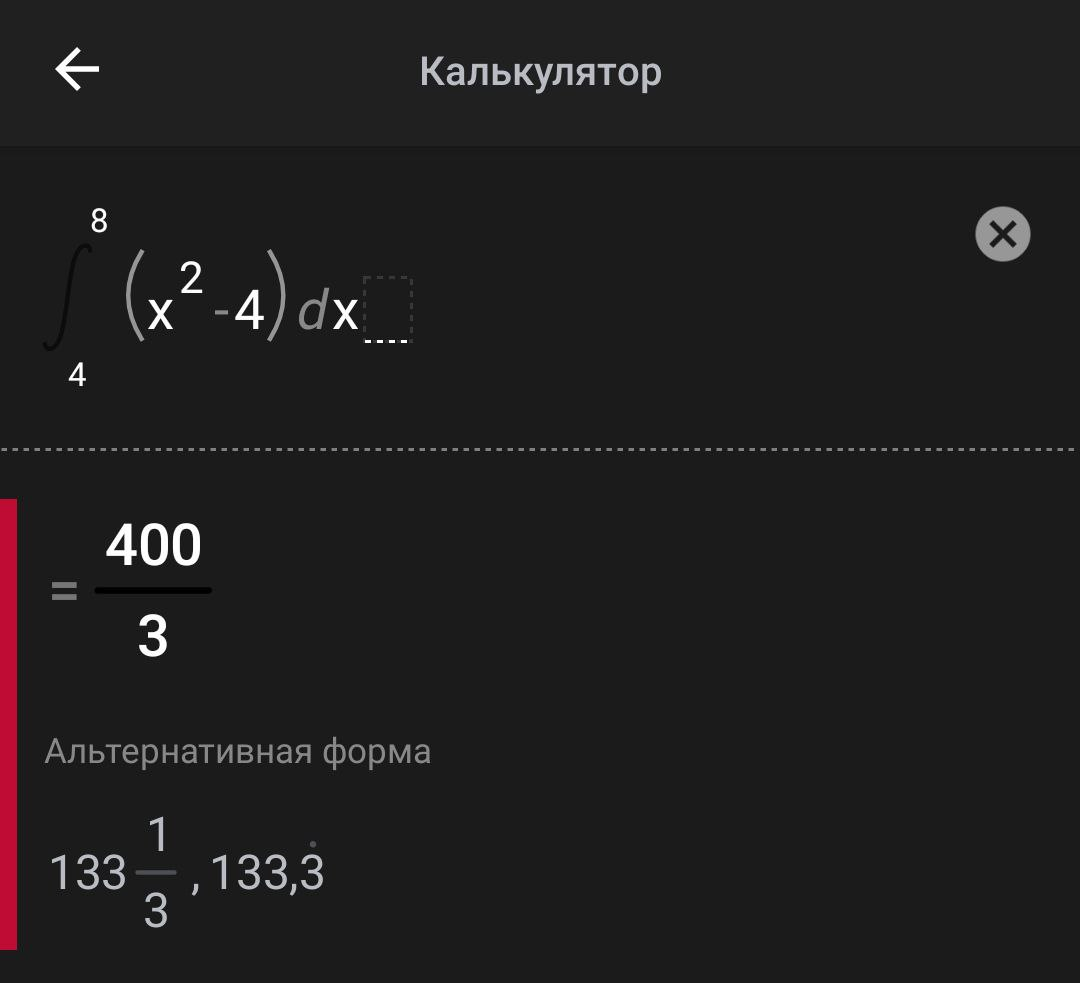 Калькулятор
8
∫ (x² - 4) dx
4
400
= —
3
Альтернативная форма
133 1/3 , 133,3̇